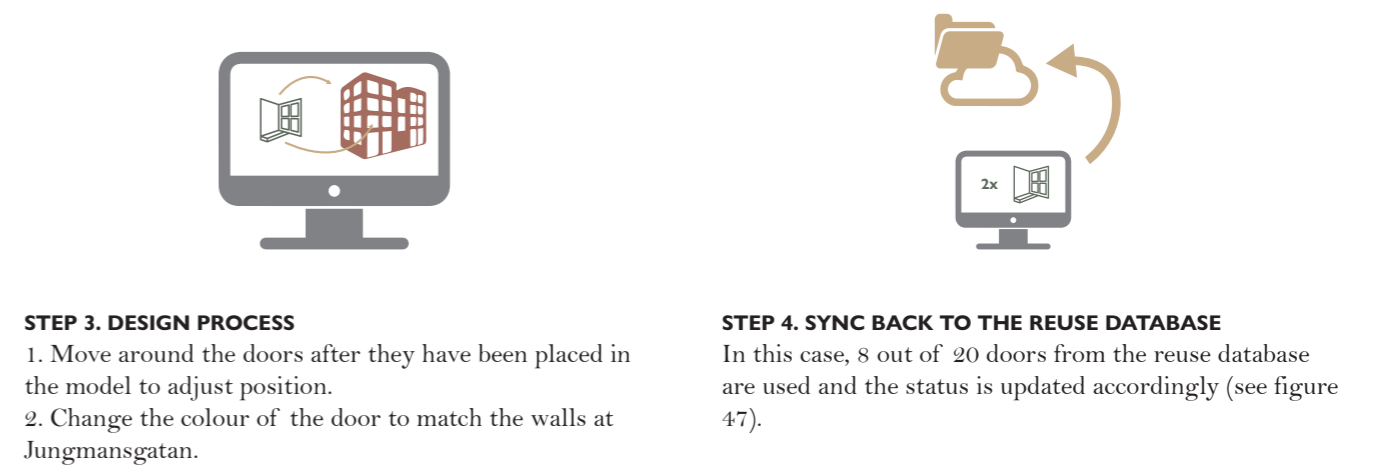 2x
STEP 3. DESIGN PROCESS
1. Move around the doors after they have been placed in
the model to adjust position.
2. Change the colour of the door to match the walls at
Jungmansgatan.
STEP 4. SYNC BACK TO THE REUSE DATABASE
In this case, 8 out of 20 doors from the reuse database
are used and the status is updated accordingly (see figure
47).